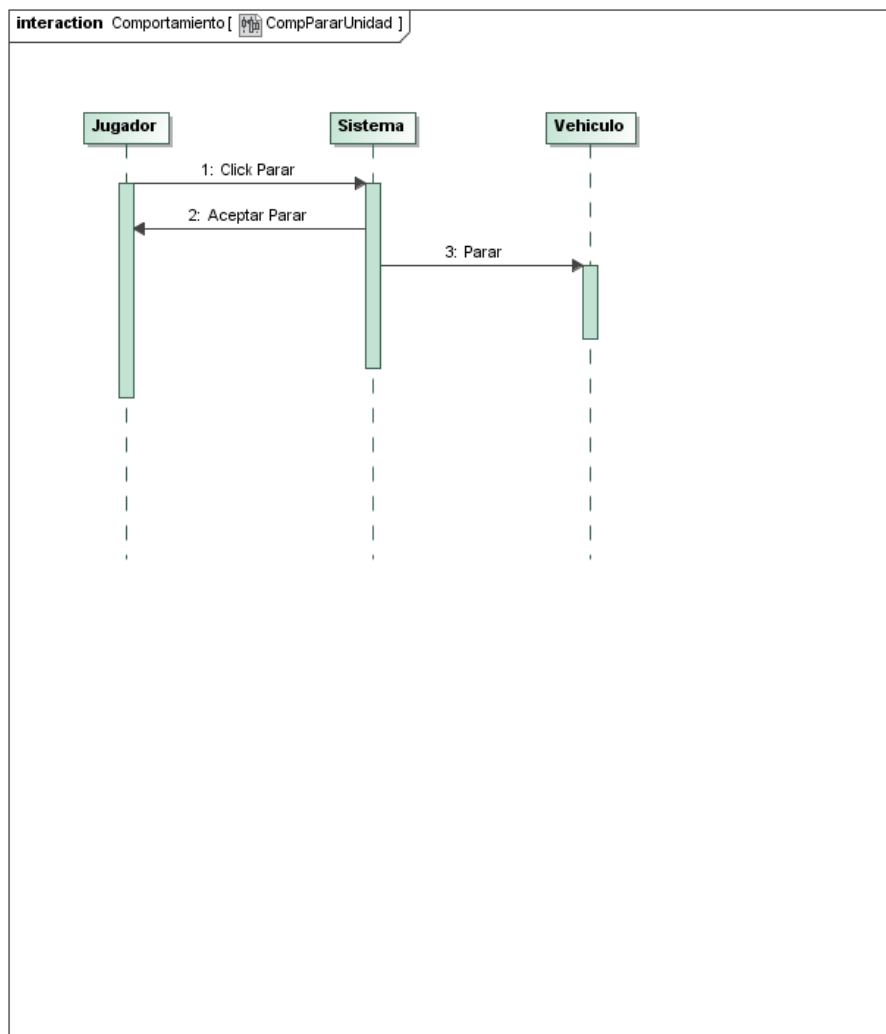 interaction Comportamiento[ CompPararUnidad ]
Jugador Sistema Vehiculo
1: Click Parar
2: Aceptar Parar
3: Parar